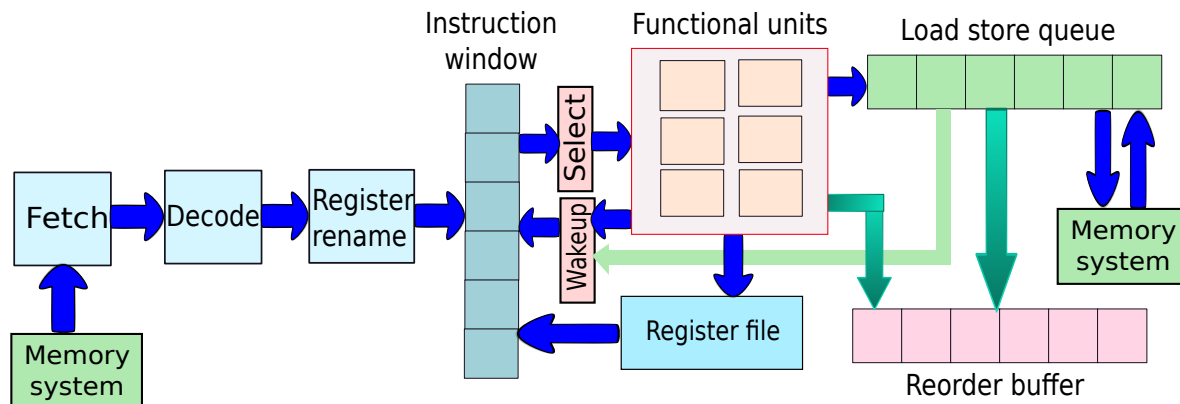 Instruction
window
Functional units
Load store queue
Select
Fetch
Decode
Register
rename
Wakeup
Memory
system
Register file
Memory
system
Reorder buffer